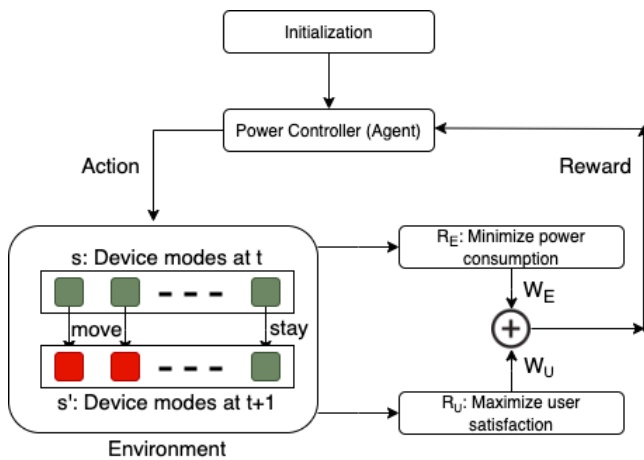 Initialization
Power Controller (Agent)
Action
Reward
s: Device modes at t
move
stay
s': Device modes at t+1
Environment
R_E: Minimize power
consumption
W_E
W_U
R_U: Maximize user
satisfaction